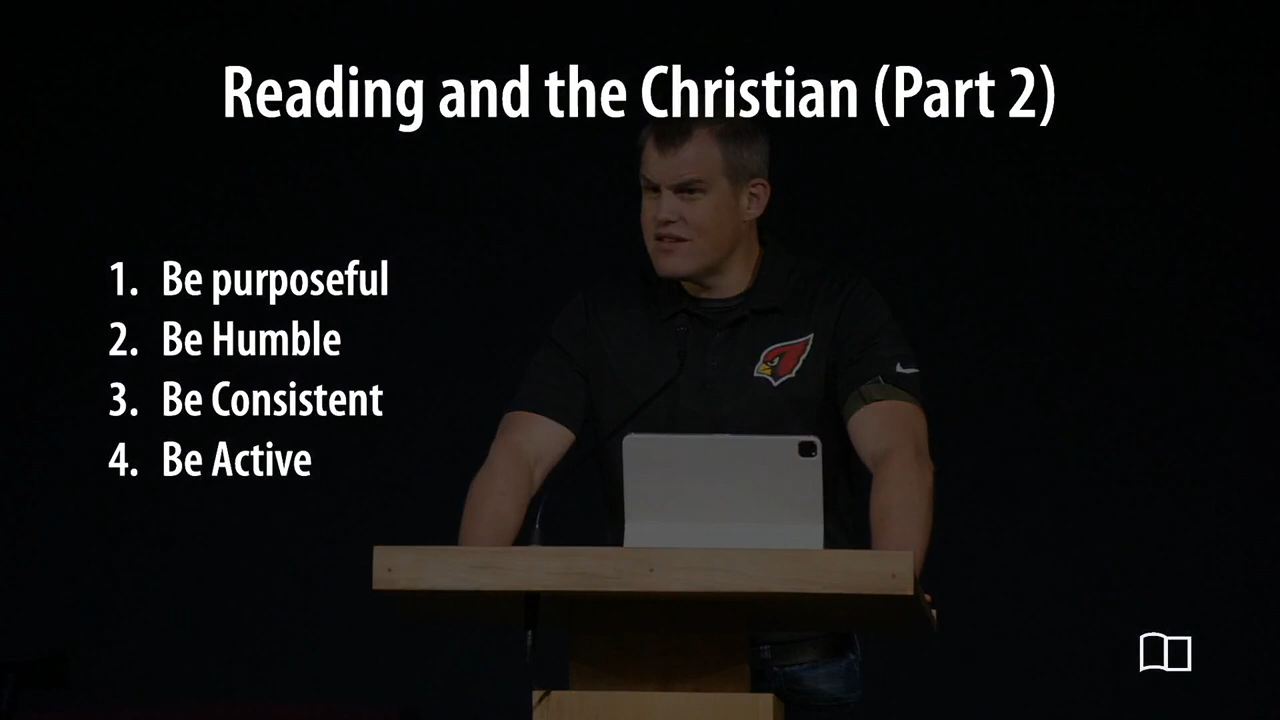 Reading and the Christian (Part 2)
1. Be purposeful
2. Be Humble
3. Be Consistent
4. Be Active